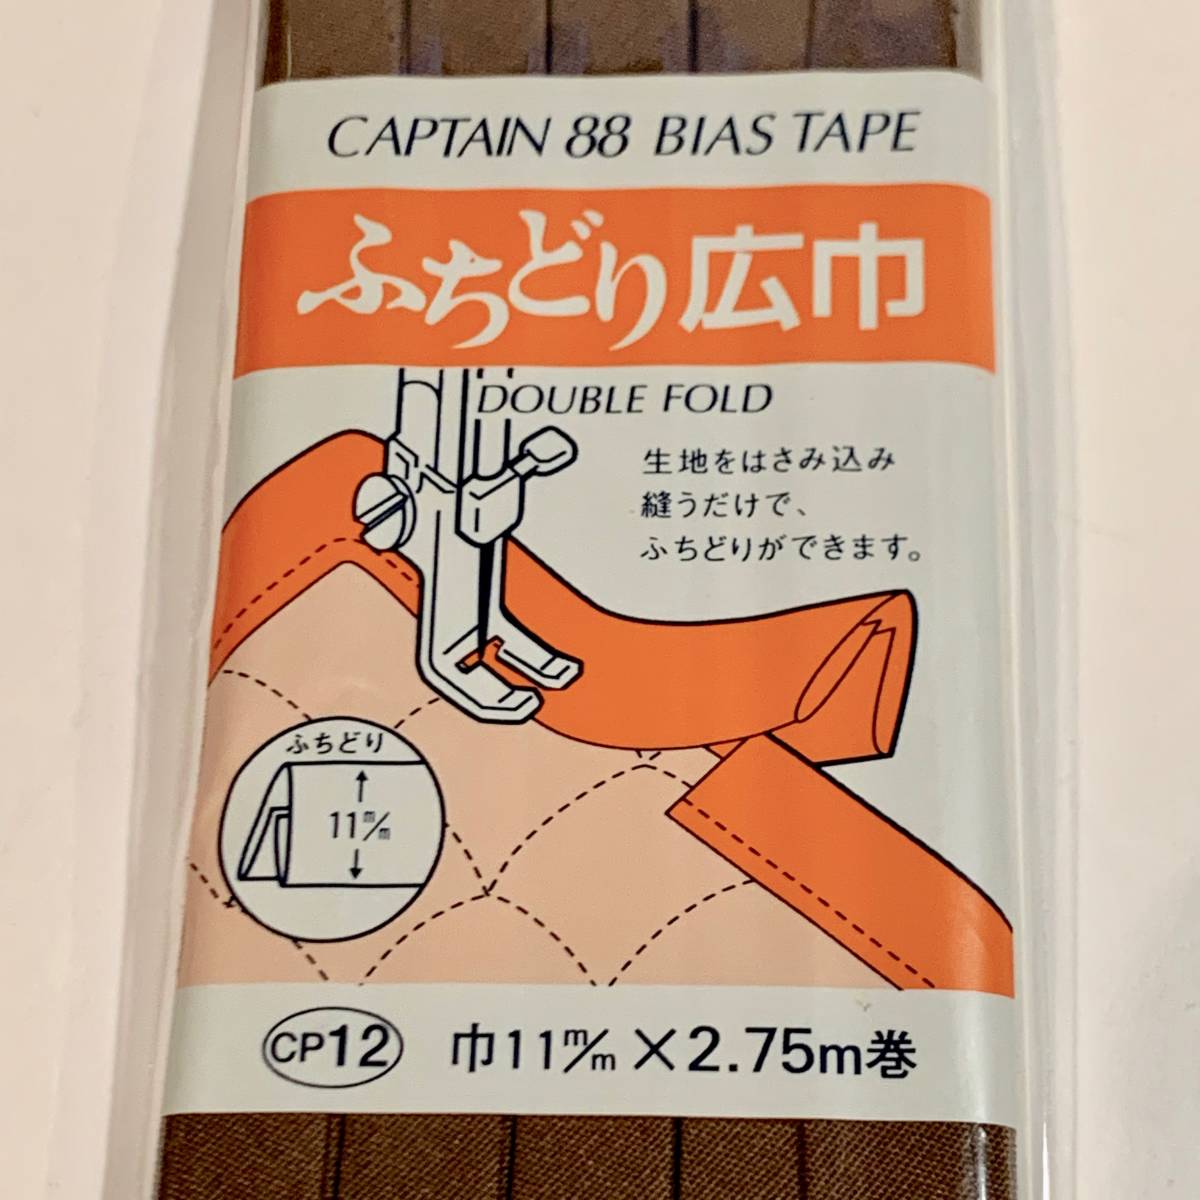 CAPTAIN 88 BIAS TAPE
ふちどり広巾
DOUBLE FOLD
生地をはさみ込み
縫うだけで、
ふちどりができます。
ふちどり
11m/m
CP12 巾11m/m×2.75m巻